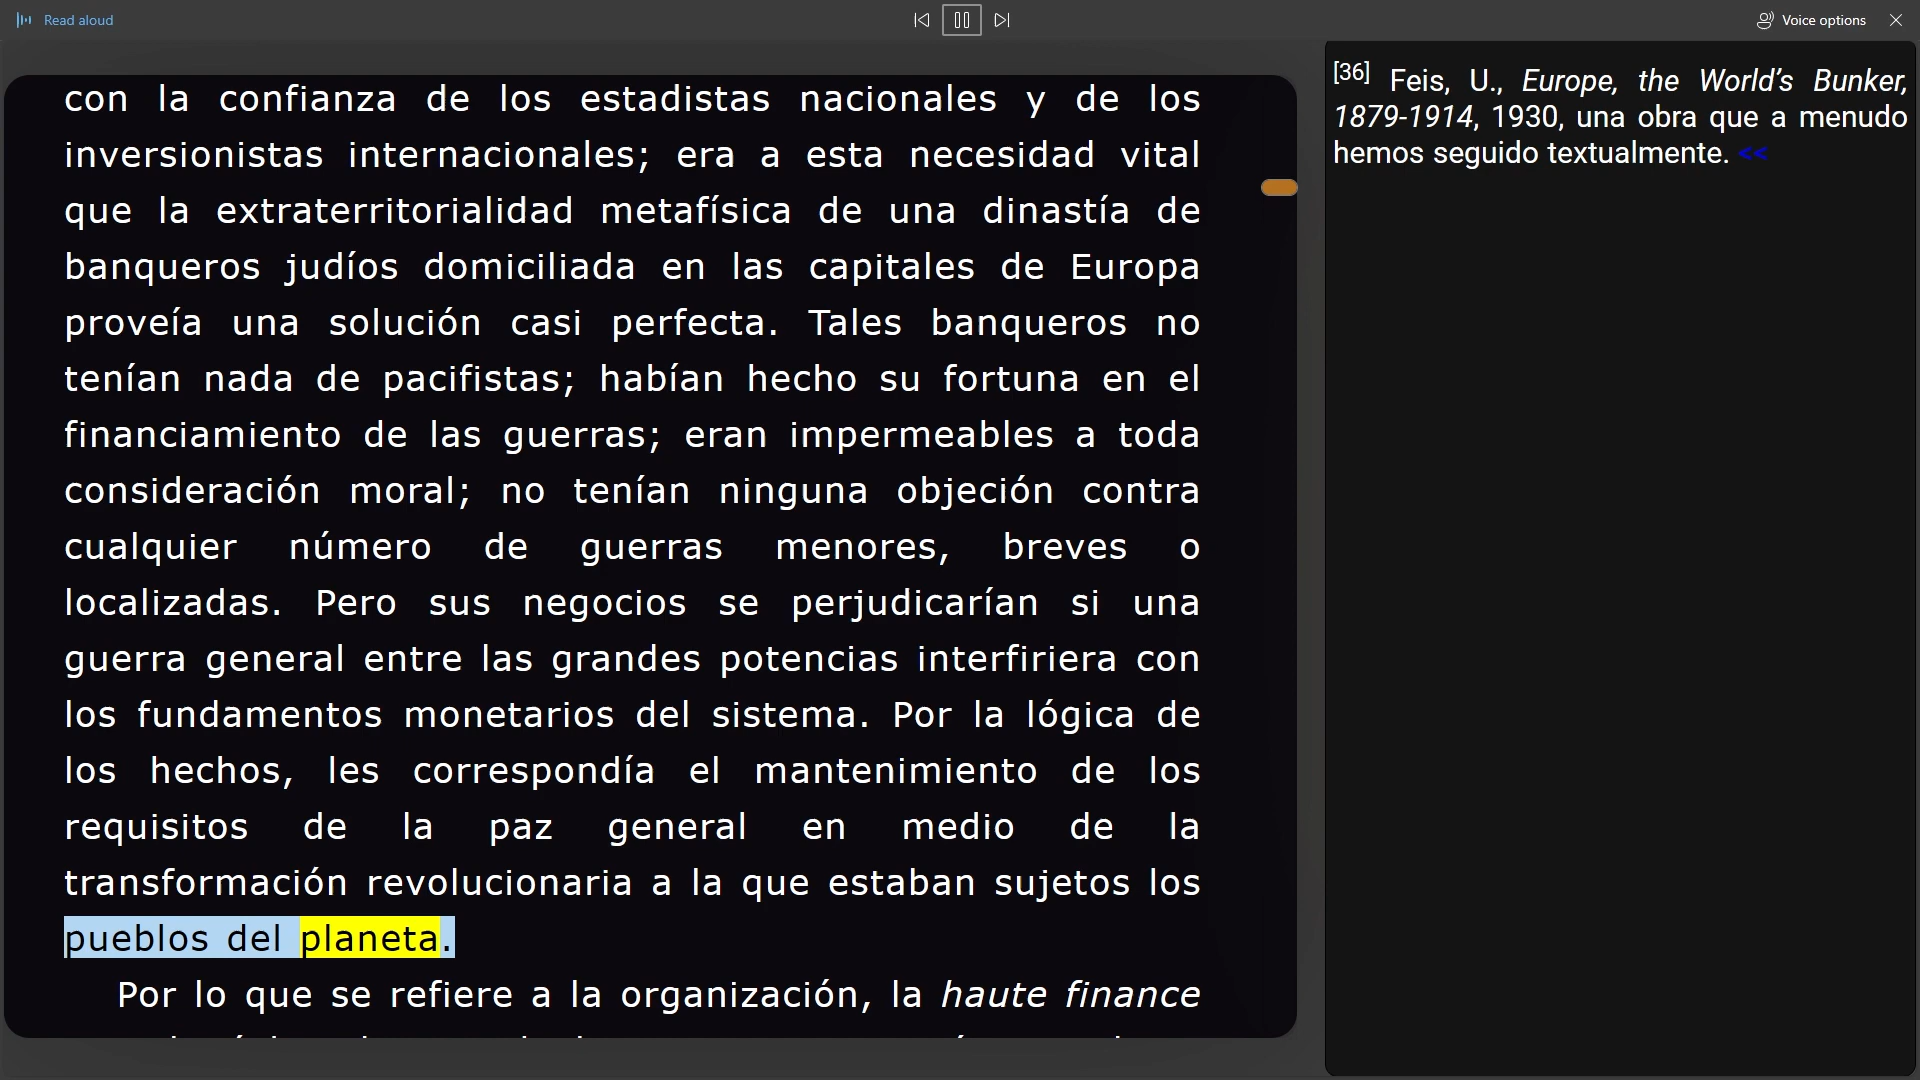 Read aloud
Voice options
con la confianza de los estadistas nacionales y de los
inversionistas internacionales; era a esta necesidad vital
que la extraterritorialidad metafísica de una dinastía de
banqueros judíos domiciliada en las capitales de Europa
proveía una solución casi perfecta. Tales banqueros no
tenían nada de pacifistas; habían hecho su fortuna en el
financiamiento de las guerras; eran impermeables a toda
consideración moral; no tenían ninguna objeción contra
cualquier número de guerras menores, breves o
localizadas. Pero sus negocios se perjudicarían si una
guerra general entre las grandes potencias interfiriera con
los fundamentos monetarios del sistema. Por la lógica de
los hechos, les correspondía el mantenimiento de los
requisitos de la paz general en medio de la
transformación revolucionaria a la que estaban sujetos los
pueblos del planeta.
Por lo que se refiere a la organización, la haute finance
[36] Feis, U., Europe, the World’s Bunker,
1879-1914, 1930, una obra que a menudo
hemos seguido textualmente. <<